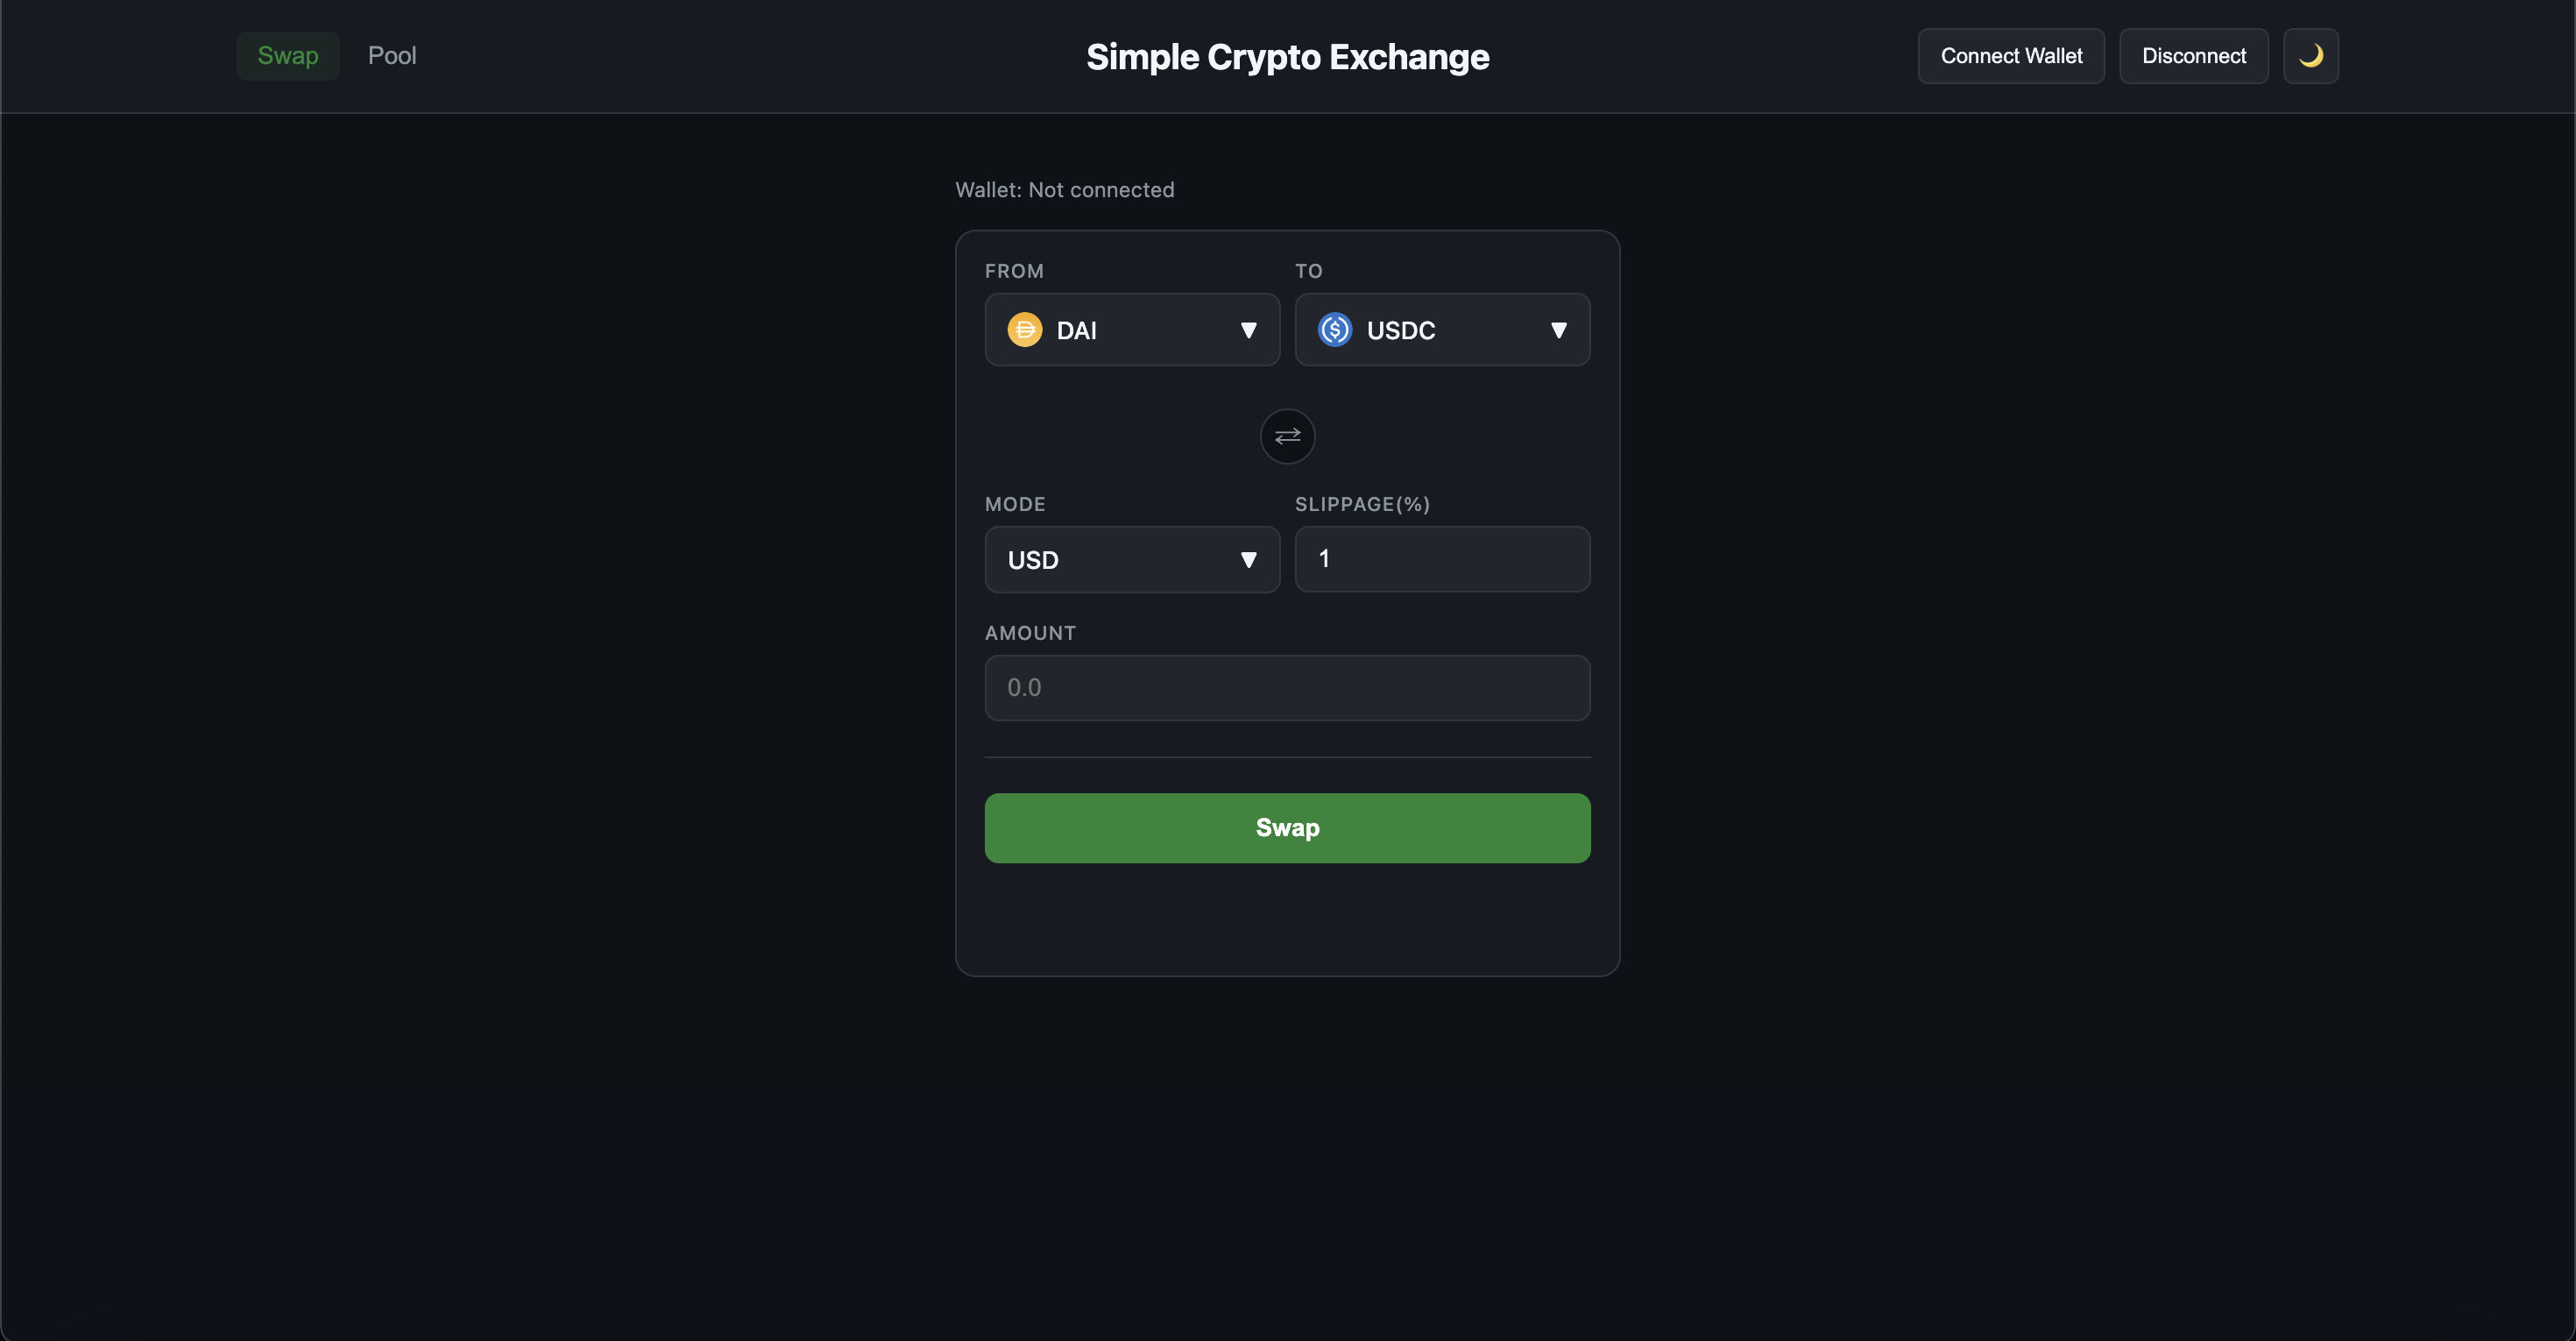 Swap Pool Simple Crypto Exchange Connect Wallet Disconnect
Wallet: Not connected
FROM TO
DAI USDC
MODE SLIPPAGE(%)
USD 1
AMOUNT
0.0
Swap